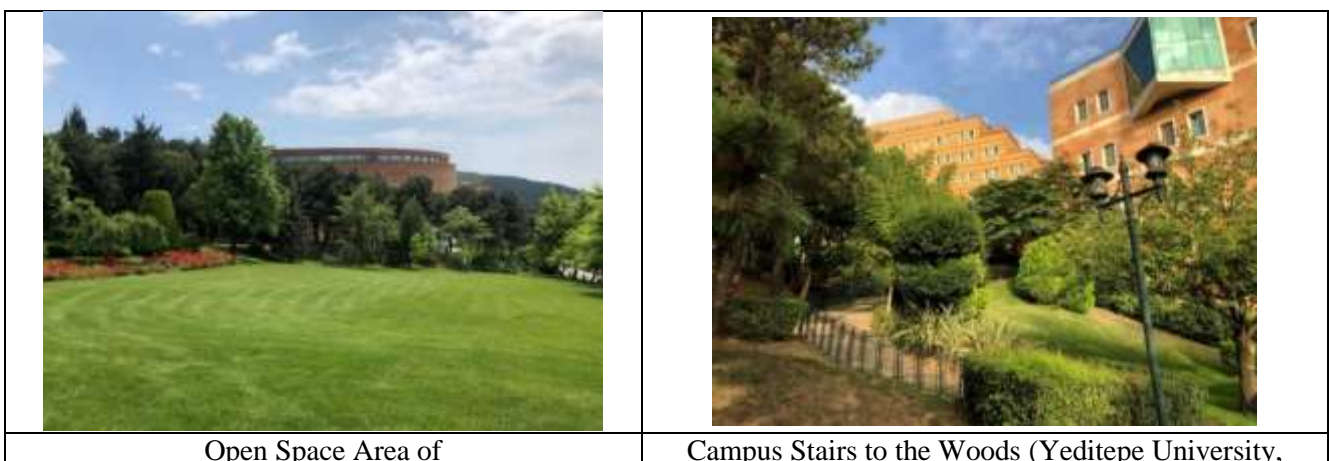 Open Space Area of
Campus Stairs to the Woods (Yeditepe University,